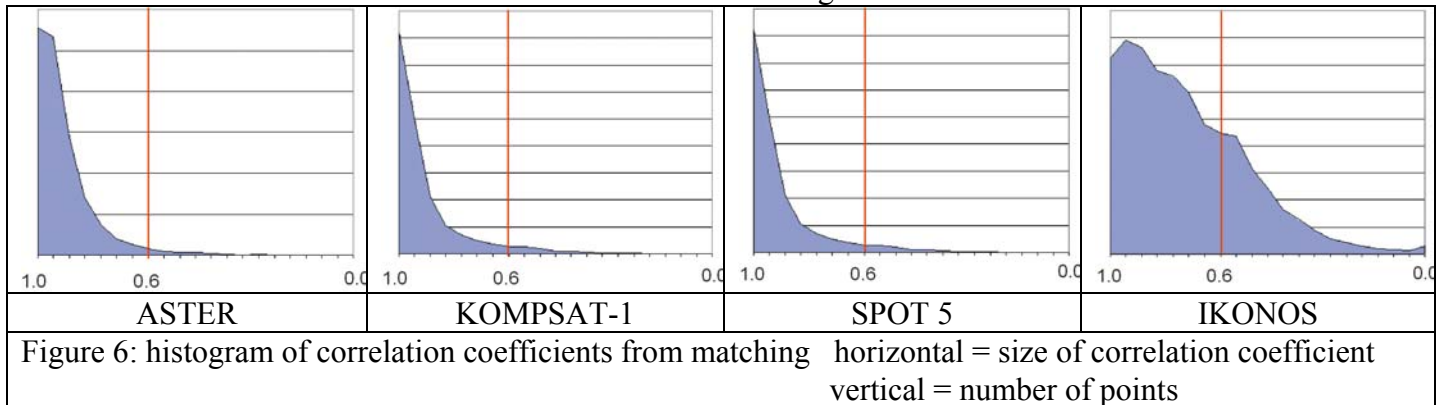 1.0 0.6 0.0 1.0 0.6 0.0 1.0 0.6 0.0 1.0 0.6 0.0
ASTER KOMPSAT-1 SPOT 5 IKONOS
Figure 6: histogram of correlation coefficients from matching horizontal = size of correlation coefficient
vertical = number of points